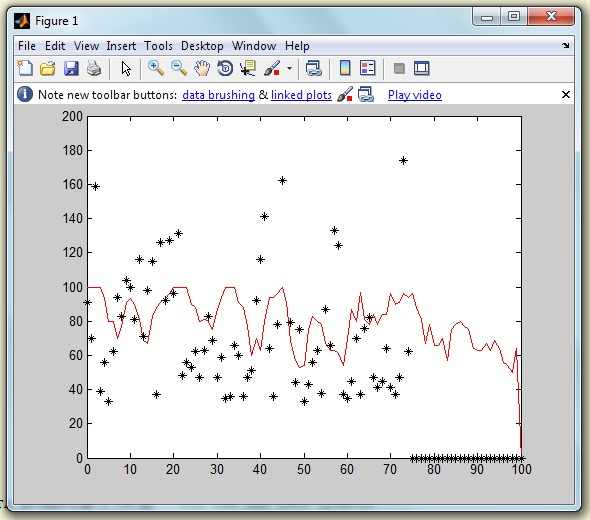 Figure 1
File Edit View Insert Tools Desktop Window Help
Note new toolbar buttons: data brushing & linked plots Play video
200
180
160
140
120
100
80
60
40
20
0
0 10 20 30 40 50 60 70 80 90 100